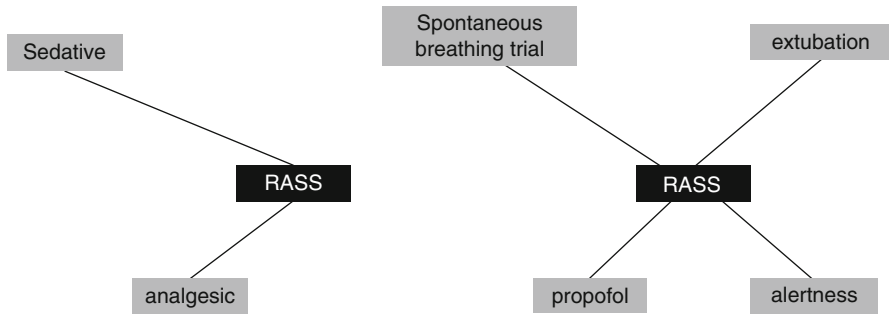 Sedative
RASS
analgesic
Spontaneous
breathing trial
extubation
RASS
propofol
alertness